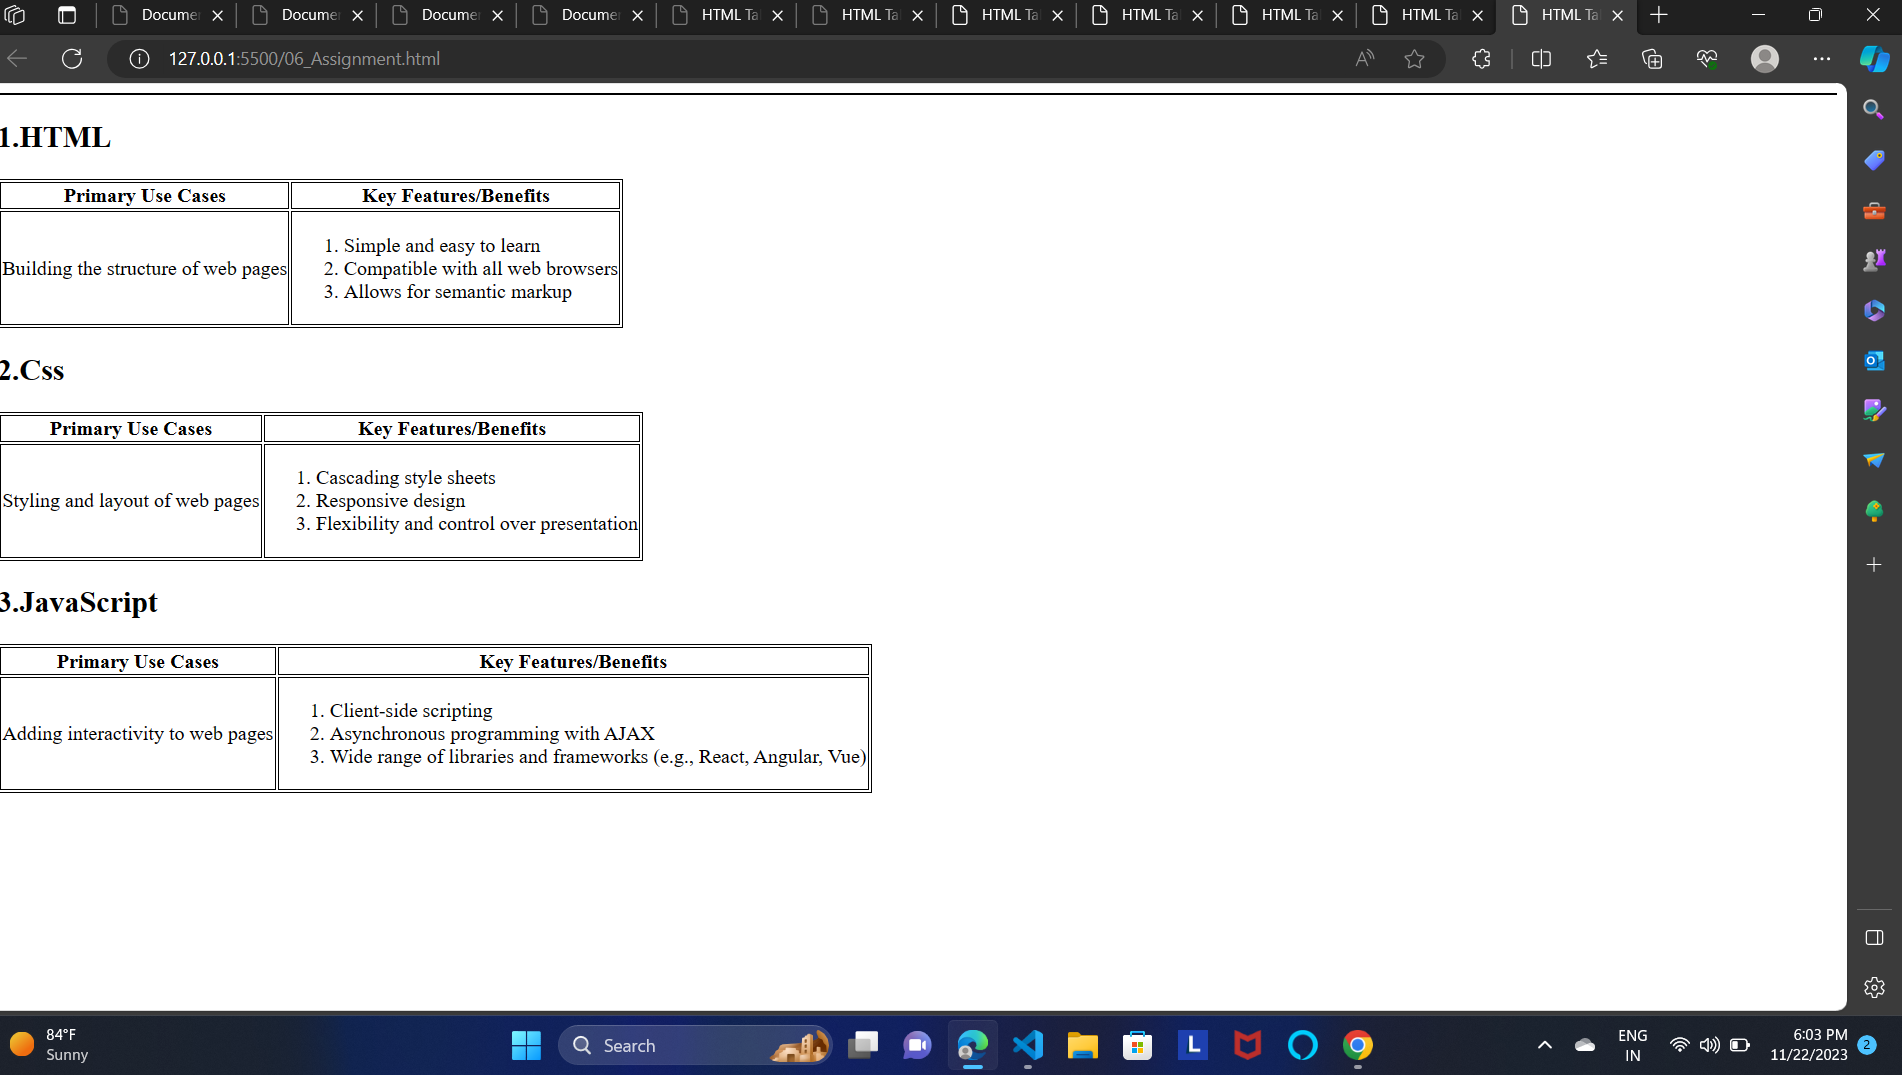 Docume
Docume
Docume
Docume
HTML Ta
HTML Ta
HTML Ta
HTML Ta
HTML Ta
HTML Ta
HTML Ta
127.0.0.1:5500/06_Assignment.html
1.HTML
Primary Use Cases Key Features/Benefits
Building the structure of web pages
1. Simple and easy to learn
2. Compatible with all web browsers
3. Allows for semantic markup
2.Css
Primary Use Cases Key Features/Benefits
Styling and layout of web pages
1. Cascading style sheets
2. Responsive design
3. Flexibility and control over presentation
3.JavaScript
Primary Use Cases Key Features/Benefits
Adding interactivity to web pages
1. Client-side scripting
2. Asynchronous programming with AJAX
3. Wide range of libraries and frameworks (e.g., React, Angular, Vue)
84°F
Sunny
Search
L
ENG
IN
6:03 PM
11/22/2023
2